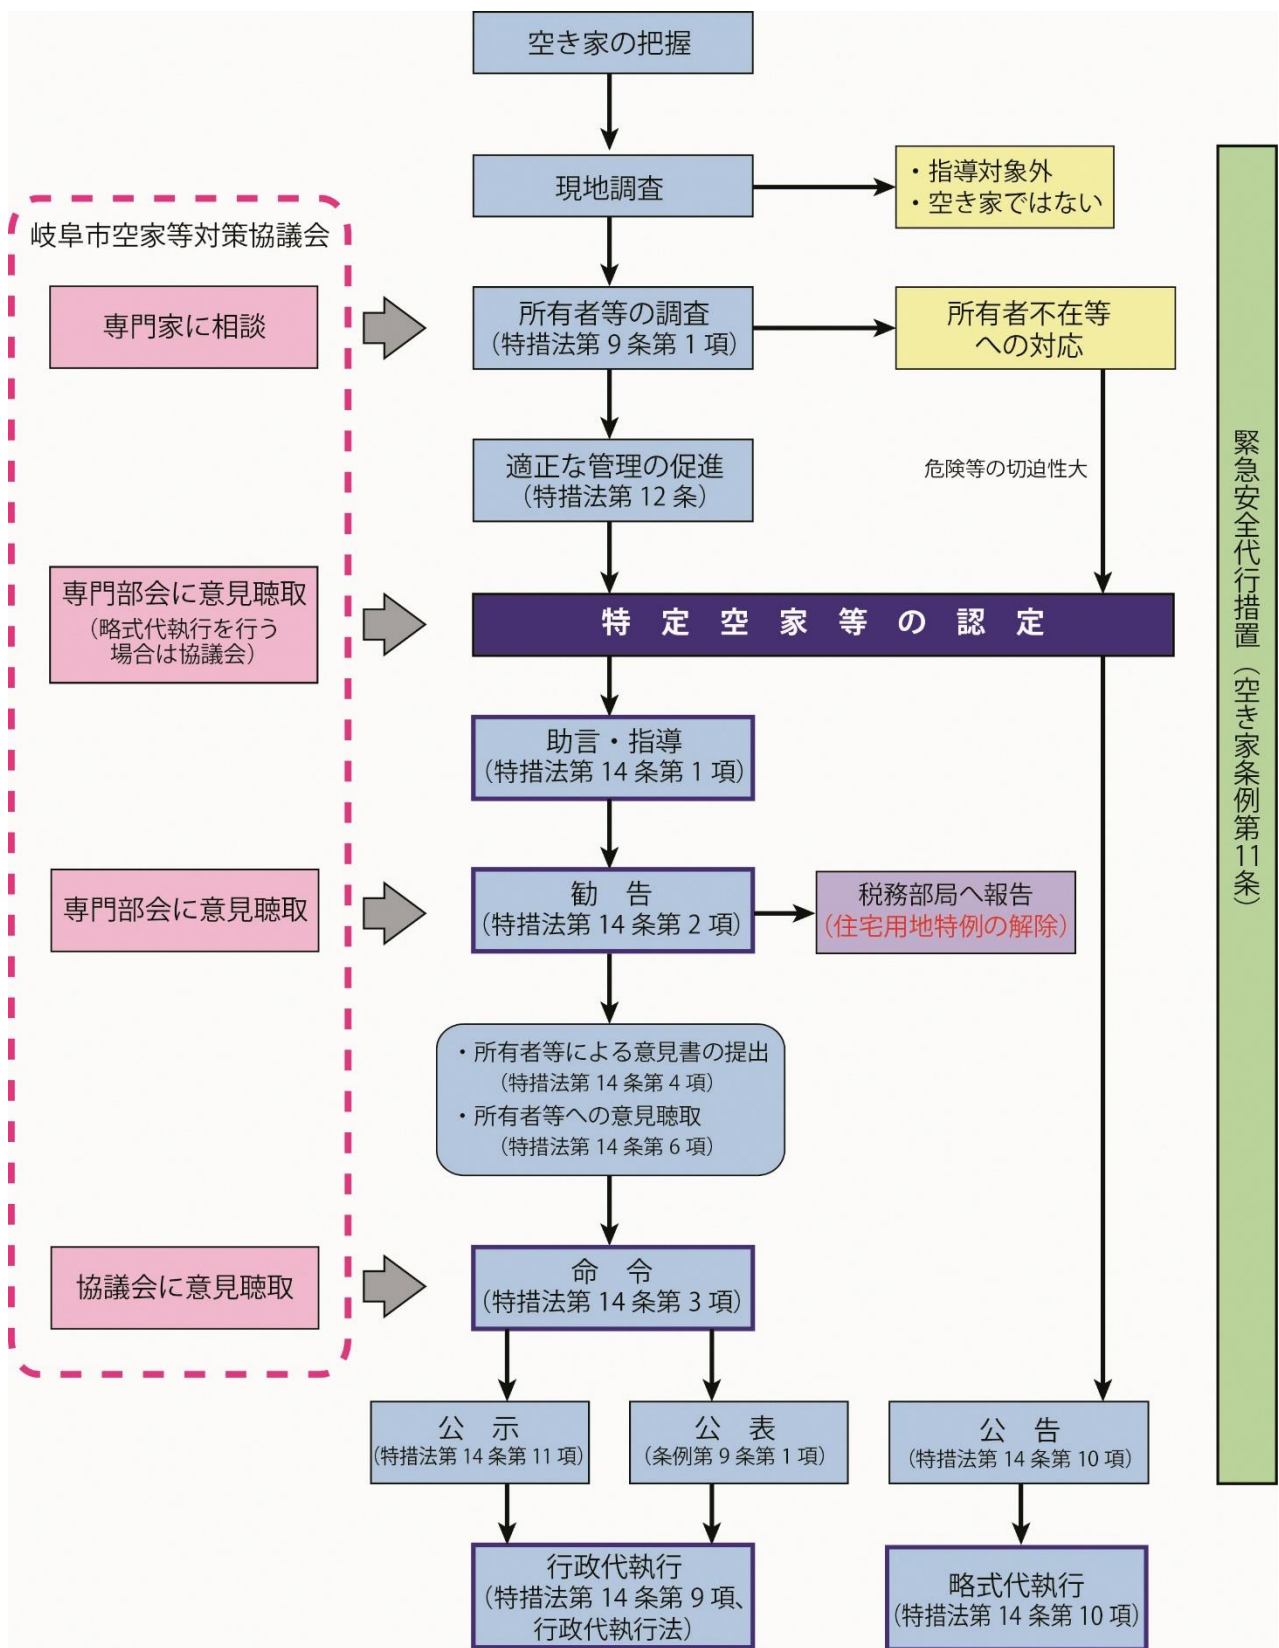 空き家の把握
現地調査
・指導対象外
・空き家ではない
岐阜市空家等対策協議会
専門家に相談
所有者等の調査
(特措法第9条第1項)
所有者不在等
への対応
適正な管理の促進
(特措法第12条)
危険等の切迫性大
専門部会に意見聴取
(略式代執行を行う
場合は協議会)
特定空家等の認定
助言・指導
(特措法第14条第1項)
専門部会に意見聴取
勧 告
(特措法第14条第2項)
税務部局へ報告
(住宅用地特例の解除)
・所有者等による意見書の提出
(特措法第14条第4項)
・所有者等への意見聴取
(特措法第14条第6項)
協議会に意見聴取
命 令
(特措法第14条第3項)
公 示
(特措法第14条第11項)
公 表
(条例第9条第1項)
公 告
(特措法第14条第10項)
行政代執行
(特措法第14条第9項、
行政代執行法)
略式代執行
(特措法第14条第10項)
緊急安全代行措置(空き家条例第11条)